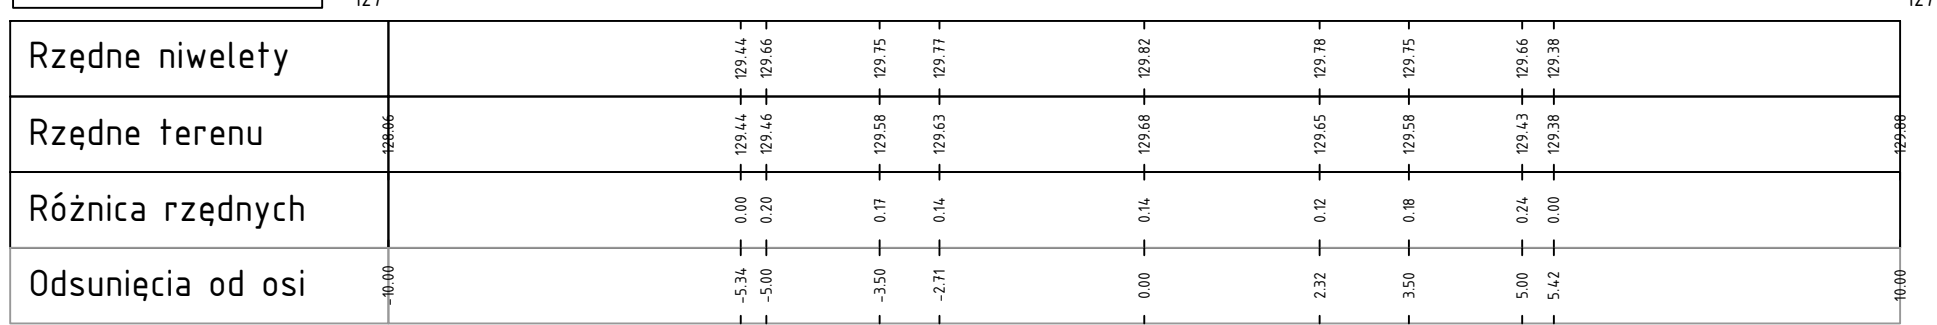 127 127
Rzędne niwelety 129.44 129.66 129.75 129.77 129.82 129.78 129.75 129.66 129.38
Rzędne terenu 128.06 129.44 129.46 129.58 129.63 129.68 129.65 129.58 129.43 129.38 129.88
Różnica rzędnych 0.00 0.20 0.17 0.14 0.14 0.12 0.18 0.24 0.00
Odsunięcia od osi -10.00 -5.34 -5.00 -3.50 -2.71 0.00 2.32 3.50 5.00 5.42 10.00